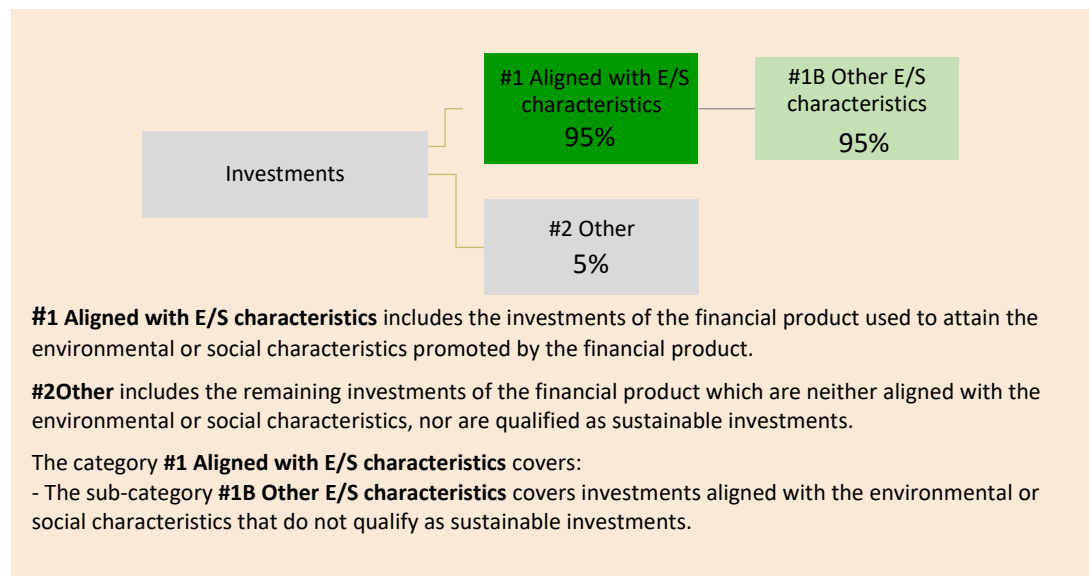 #1 Aligned with E/S
characteristics
95%
#1B Other E/S
characteristics
95%
Investments
#2 Other
5%
#1 Aligned with E/S characteristics includes the investments of the financial product used to attain the
environmental or social characteristics promoted by the financial product.
#2Other includes the remaining investments of the financial product which are neither aligned with the
environmental or social characteristics, nor are qualified as sustainable investments.
The category #1 Aligned with E/S characteristics covers:
- The sub-category #1B Other E/S characteristics covers investments aligned with the environmental or
social characteristics that do not qualify as sustainable investments.